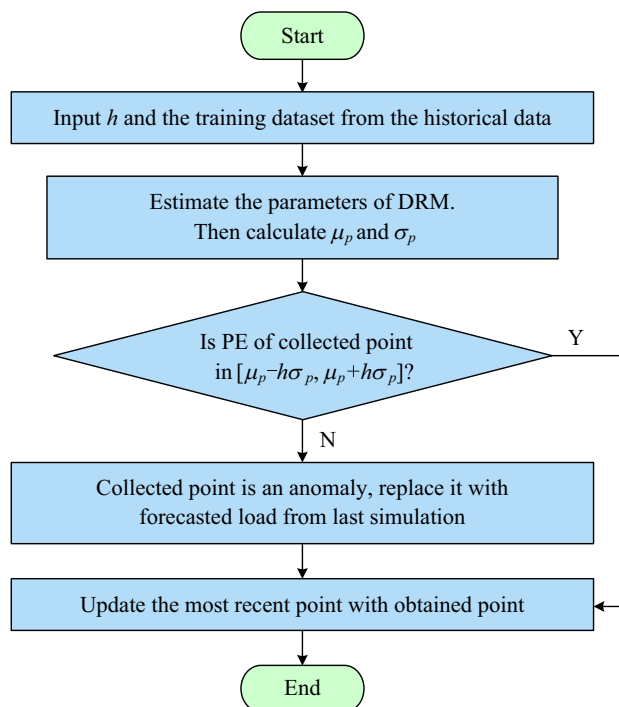 Start
Input h and the training dataset from the historical data
Estimate the parameters of DRM.
Then calculate μp and σp
Is PE of collected point
in [μp−hσp, μp+hσp]?
Y
N
Collected point is an anomaly, replace it with
forecasted load from last simulation
Update the most recent point with obtained point
End